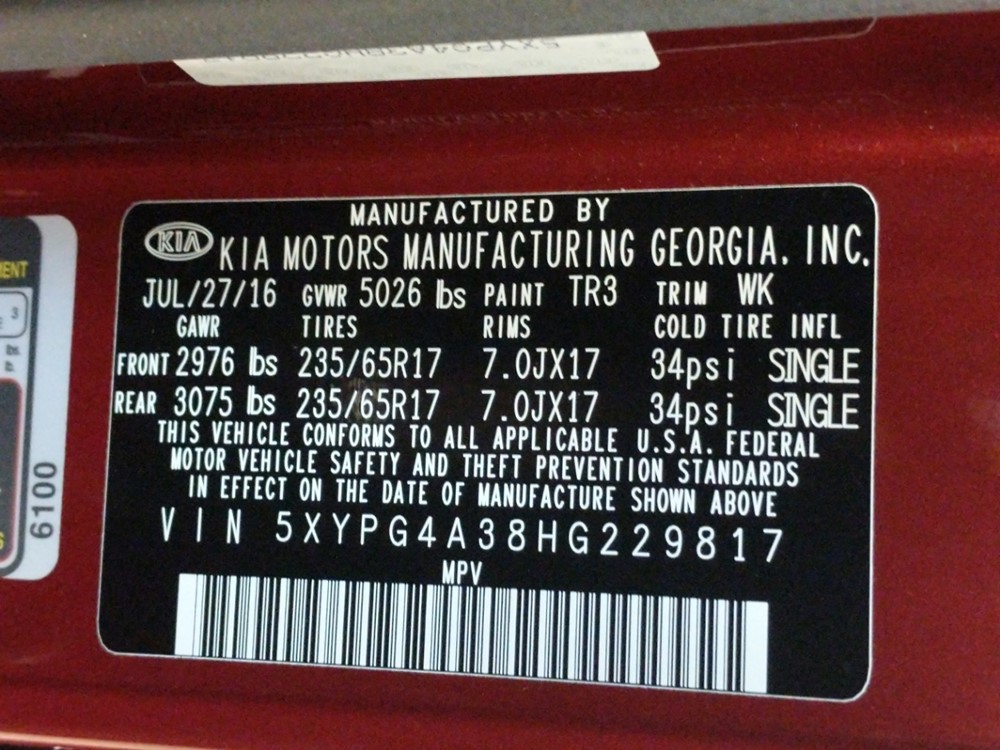 MANUFACTURED BY
KIA KIA MOTORS MANUFACTURING GEORGIA, INC.
JUL/27/16 GVWR 5026 lbs PAINT TR3 TRIM WK
GAWR TIRES RIMS COLD TIRE INFL
FRONT 2976 lbs 235/65R17 7.0JX17 34psi SINGLE
REAR 3075 lbs 235/65R17 7.0JX17 34psi SINGLE
THIS VEHICLE CONFORMS TO ALL APPLICABLE U.S.A. FEDERAL
MOTOR VEHICLE SAFETY AND THEFT PREVENTION STANDARDS
IN EFFECT ON THE DATE OF MANUFACTURE SHOWN ABOVE
VIN 5XYPG4A38HG229817
MPV
3
6100